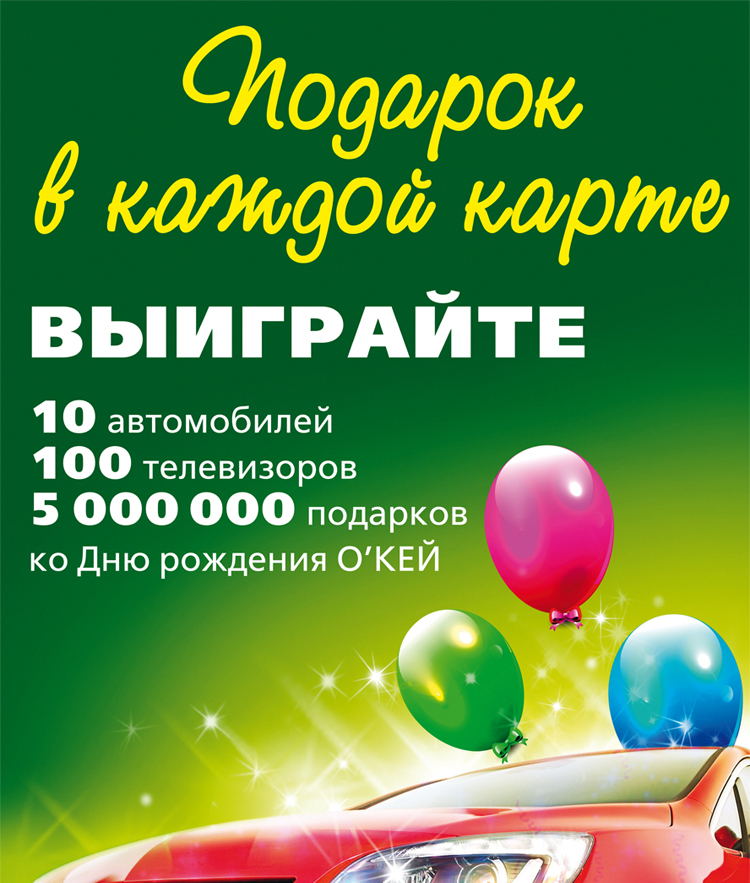 Подарок
в каждой карте
ВЫИГРАЙТЕ
10 автомобилей
100 телевизоров
5 000 000 подарков
ко Дню рождения О’КЕЙ